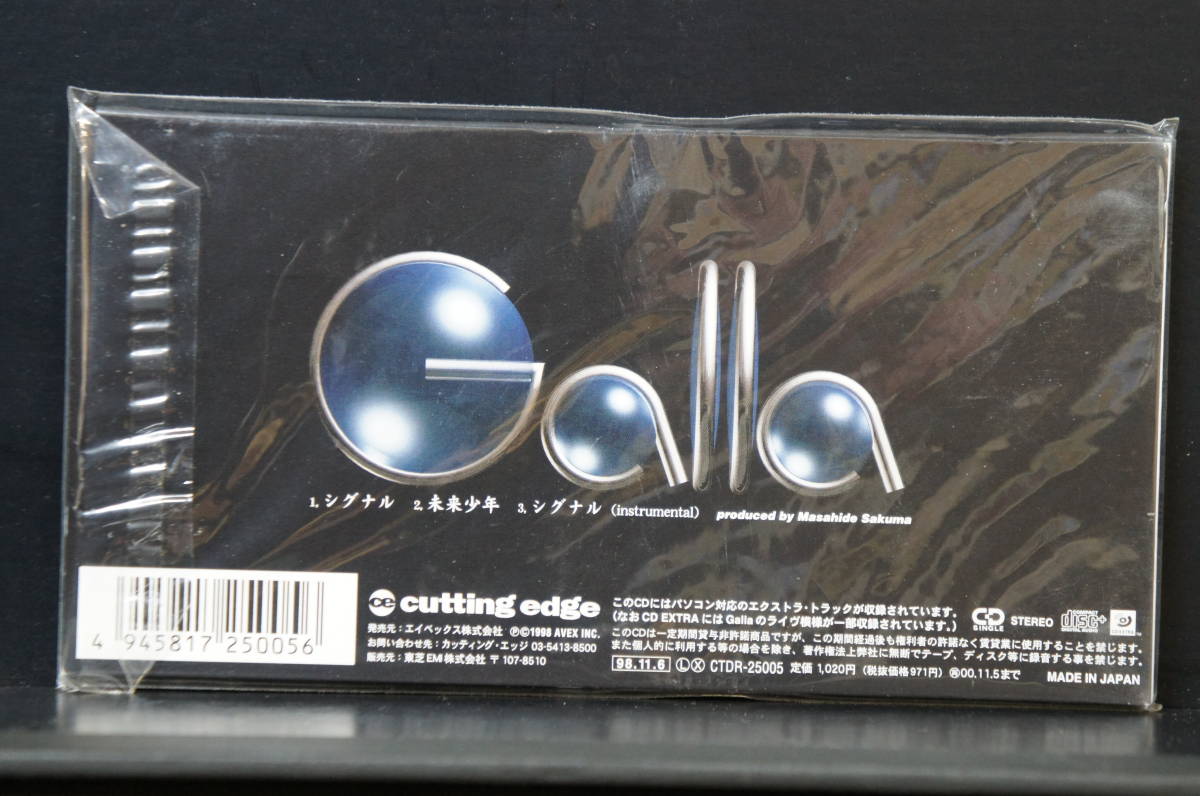 Galla
1. シグナル 2. 未来少年 3. シグナル (instrumental) produced by Masahide Sakuma
4 945817 250056
ce cutting edge
発売元：エイベックス株式会社 ℗©1998 AVEX INC.
お問い合わせ先：カッティング・エッジ 03-5413-8500
販売元：東芝EMI株式会社 〒107-8510
このCDにはパソコン対応のエクストラ・トラックが収録されています。
(なおCD EXTRAにはGallaのライヴ模様が一部収録されています。)
CD SINGLE STEREO COMPACT disc+ DIGITAL AUDIO
このCDは一定期間貸与非許諾商品ですが、この期間経過後も権利者の許諾なく賃貸業に使用することを禁じます。
また個人的に利用する等の場合を除き、著作権法上弊社に無断でテープ、ディスク等に録音する事を禁じます。
98.11.6 Ⓛ Ⓧ CTDR-25005 定価 1,020円 (税抜価格971円) 再00.11.5まで
MADE IN JAPAN